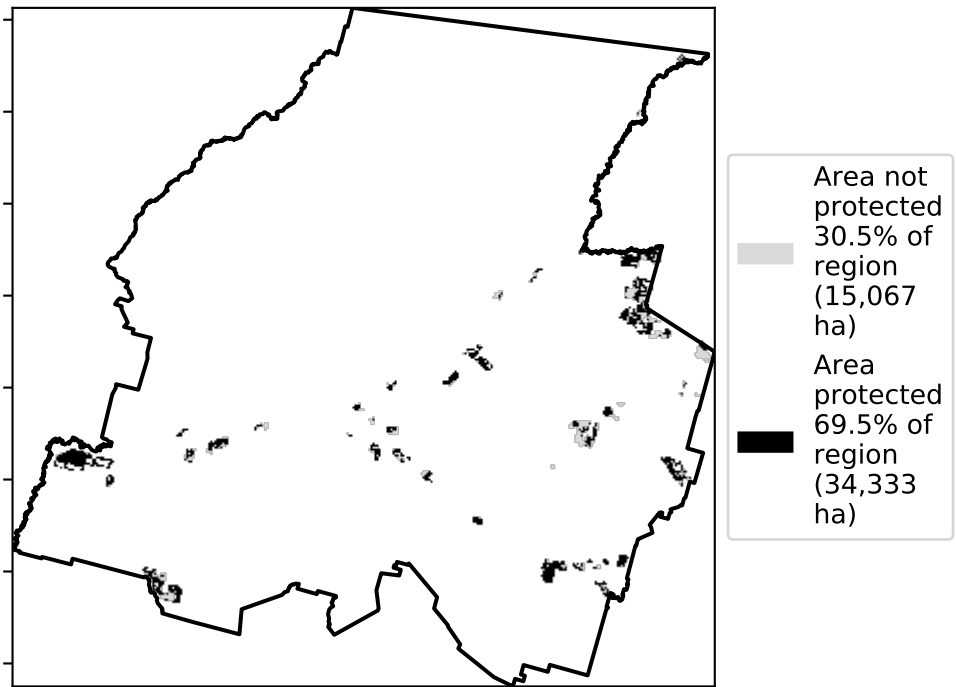 Area not
protected
30.5% of
region
(15,067
ha)
Area
protected
69.5% of
region
(34,333
ha)